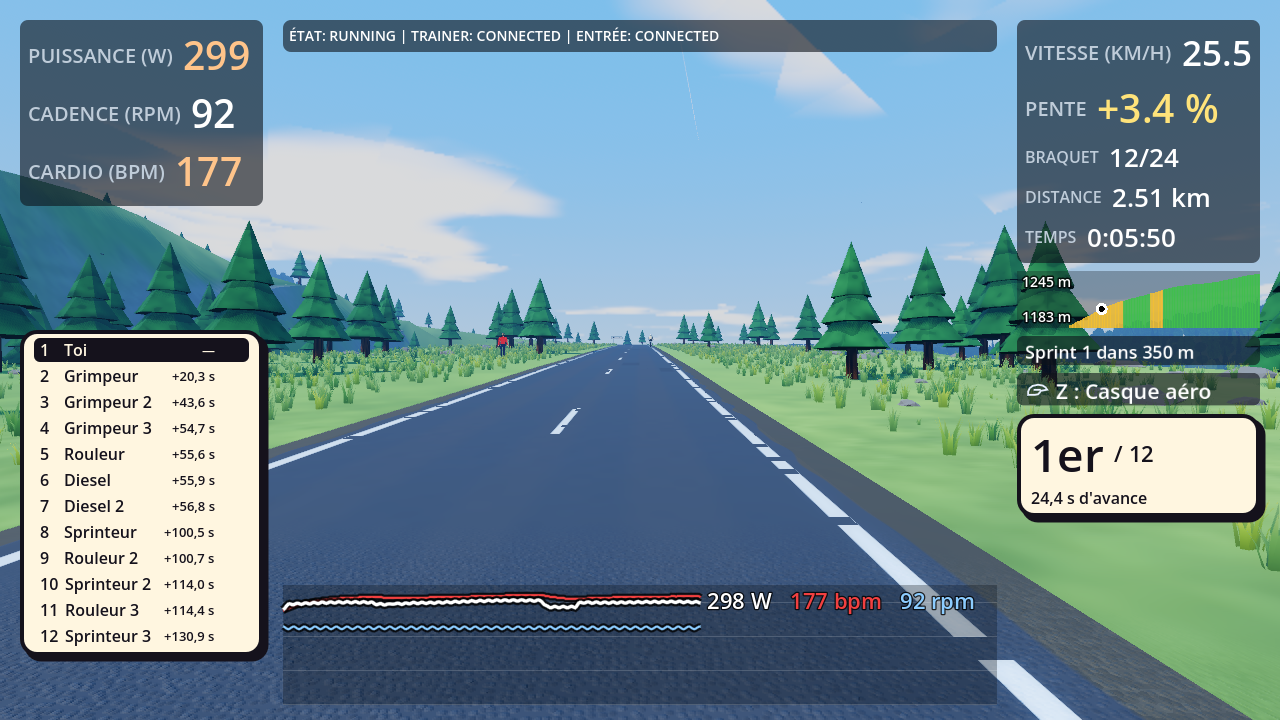 PUISSANCE (W) 299
CADENCE (RPM) 92
CARDIO (BPM) 177
ÉTAT: RUNNING | TRAINER: CONNECTED | ENTRÉE: CONNECTED
VITESSE (KM/H) 25.5
PENTE +3.4 %
BRAQUET 12/24
DISTANCE 2.51 km
TEMPS 0:05:50
1245 m
1183 m
Sprint 1 dans 350 m
Z : Casque aéro
1er / 12
24,4 s d'avance
1 Toi —
2 Grimpeur +20,3 s
3 Grimpeur 2 +43,6 s
4 Grimpeur 3 +54,7 s
5 Rouleur +55,6 s
6 Diesel +55,9 s
7 Diesel 2 +56,8 s
8 Sprinteur +100,5 s
9 Rouleur 2 +100,7 s
10 Sprinteur 2 +114,0 s
11 Rouleur 3 +114,4 s
12 Sprinteur 3 +130,9 s
298 W 177 bpm 92 rpm